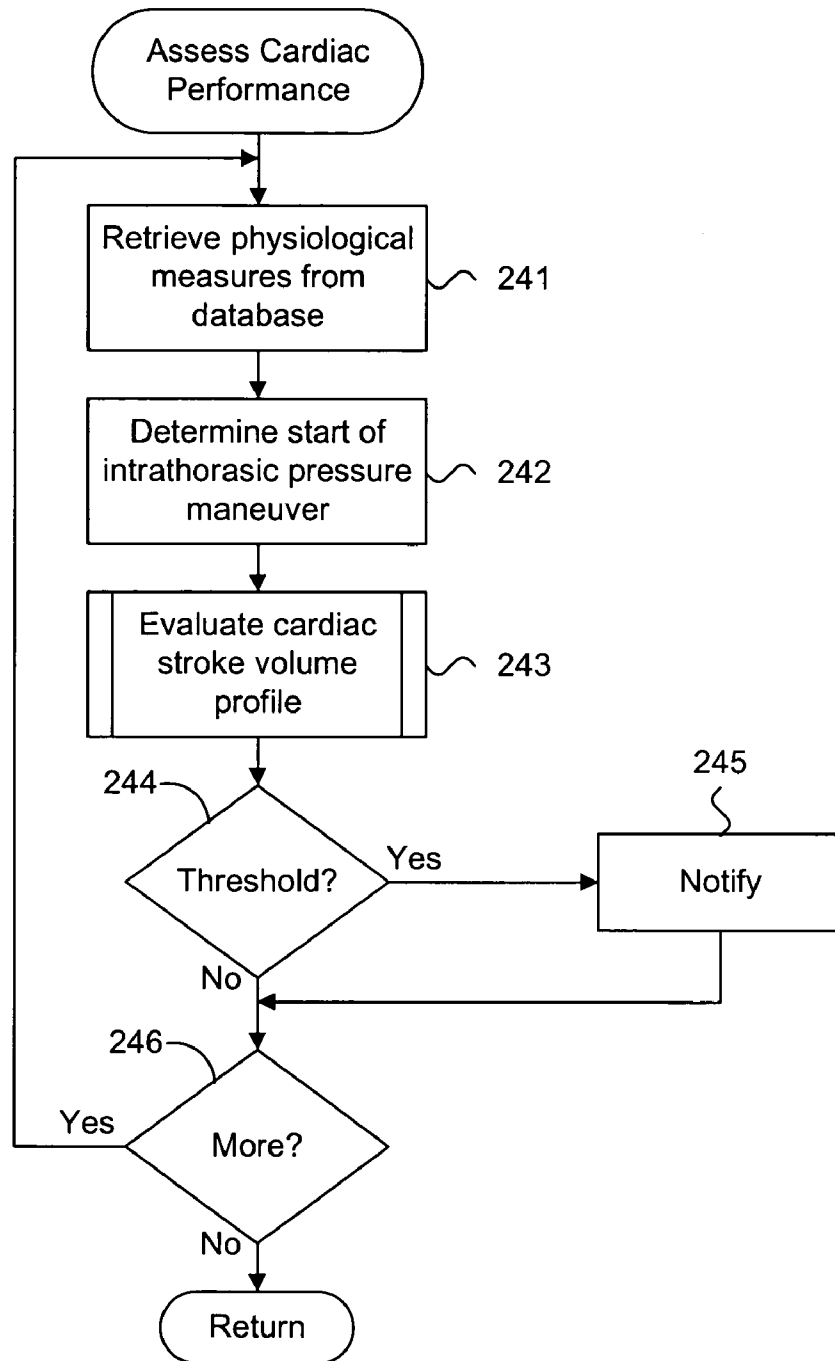 Assess Cardiac
Performance
Retrieve physiological
measures from
database
241
Determine start of
intrathorasic pressure
maneuver
242
Evaluate cardiac
stroke volume
profile
243
244
Threshold?
Yes
245
Notify
No
246
Yes
More?
No
Return